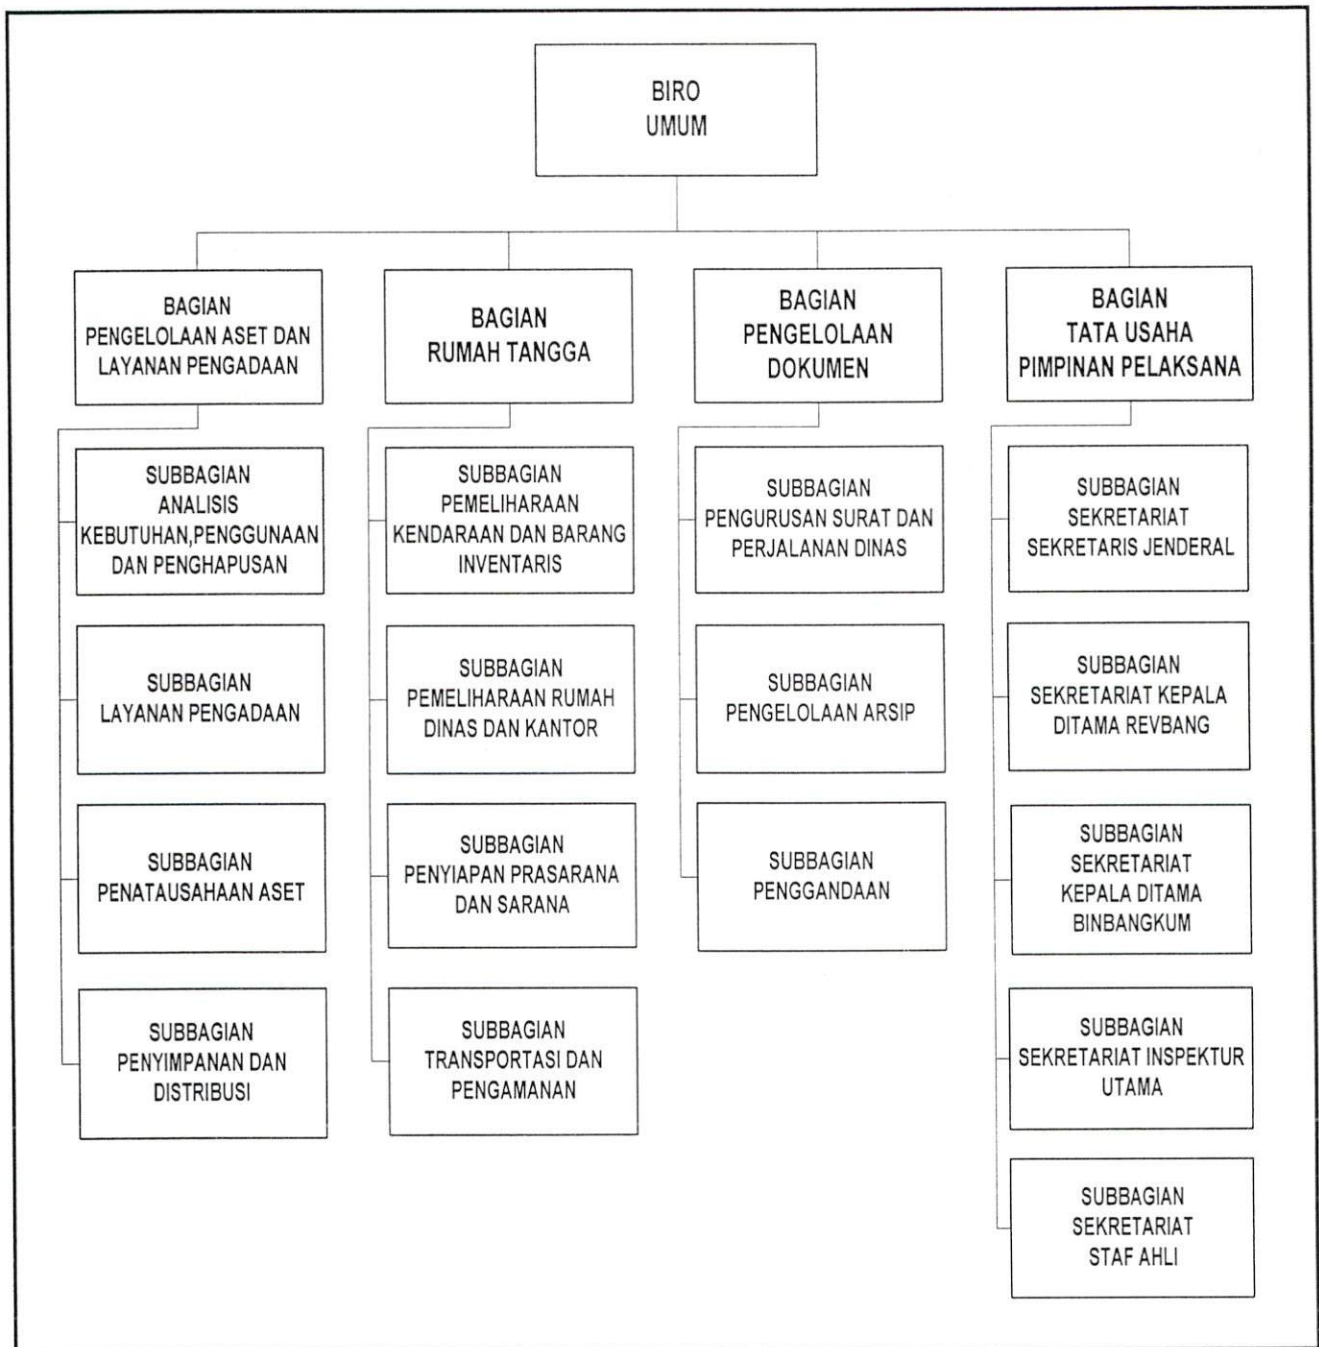 BIRO
UMUM
BAGIAN
PENGELOLAAN ASET DAN
LAYANAN PENGADAAN
BAGIAN
RUMAH TANGGA
BAGIAN
PENGELOLAAN
DOKUMEN
BAGIAN
TATA USAHA
PIMPINAN PELAKSANA
SUBBAGIAN
ANALISIS
KEBUTUHAN,PENGGUNAAN
DAN PENGHAPUSAN
SUBBAGIAN
PEMELIHARAAN
KENDARAAN DAN BARANG
INVENTARIS
SUBBAGIAN
PENGURUSAN SURAT DAN
PERJALANAN DINAS
SUBBAGIAN
SEKRETARIAT
SEKRETARIS JENDERAL
SUBBAGIAN
LAYANAN PENGADAAN
SUBBAGIAN
PEMELIHARAAN RUMAH
DINAS DAN KANTOR
SUBBAGIAN
PENGELOLAAN ARSIP
SUBBAGIAN
SEKRETARIAT KEPALA
DITAMA REVBANG
SUBBAGIAN
PENATAUSAHAAN ASET
SUBBAGIAN
PENYIAPAN PRASARANA
DAN SARANA
SUBBAGIAN
PENGGANDAAN
SUBBAGIAN
SEKRETARIAT
KEPALA DITAMA
BINBANGKUM
SUBBAGIAN
PENYIMPANAN DAN
DISTRIBUSI
SUBBAGIAN
TRANSPORTASI DAN
PENGAMANAN
SUBBAGIAN
SEKRETARIAT INSPEKTUR
UTAMA
SUBBAGIAN
SEKRETARIAT
STAF AHLI